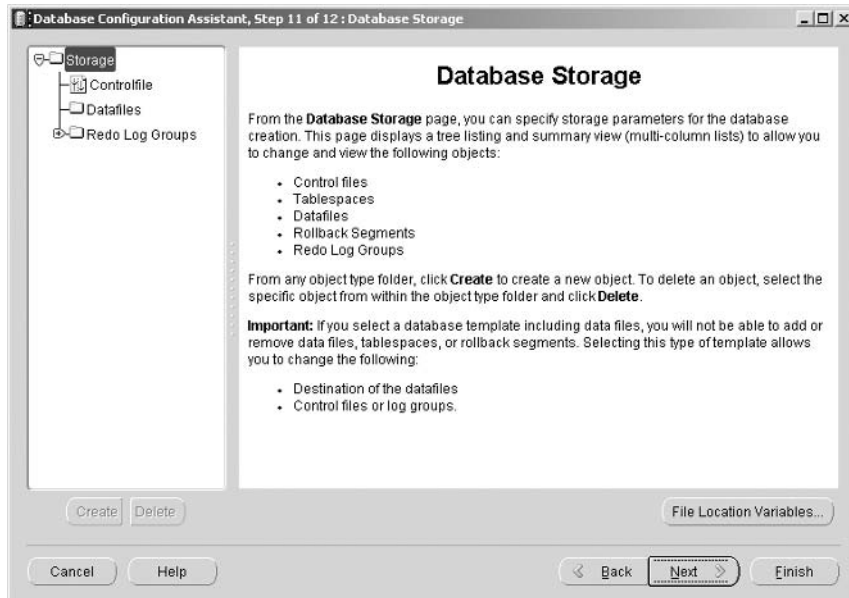 Database Configuration Assistant, Step 11 of 12 : Database Storage
Storage
Controlfile
Datafiles
Redo Log Groups
Database Storage
From the Database Storage page, you can specify storage parameters for the database
creation. This page displays a tree listing and summary view (multi-column lists) to allow you
to change and view the following objects:
• Control files
• Tablespaces
• Datafiles
• Rollback Segments
• Redo Log Groups
From any object type folder, click Create to create a new object. To delete an object, select the
specific object from within the object type folder and click Delete.
Important: If you select a database template including data files, you will not be able to add or
remove data files, tablespaces, or rollback segments. Selecting this type of template allows
you to change the following:
• Destination of the datafiles
• Control files or log groups.
Create Delete
File Location Variables...
Cancel Help Back Next Finish